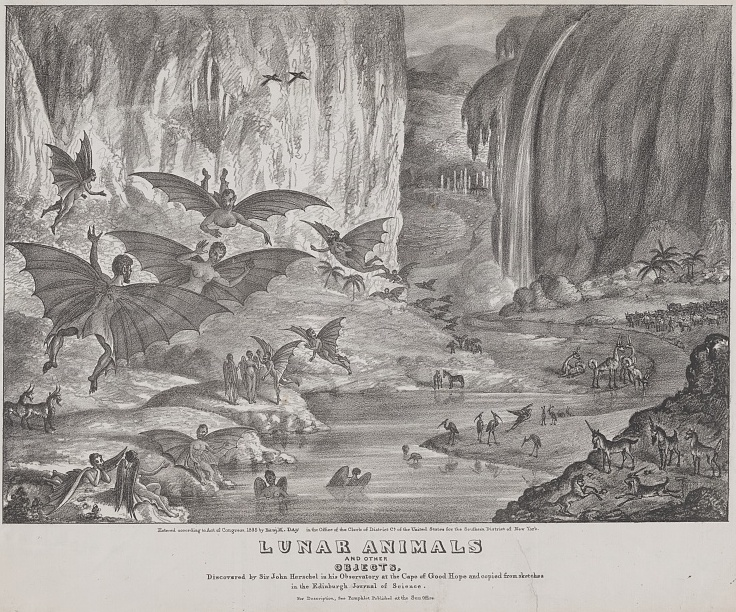 Entered according to Act of Congress 1835 by Benj. H. Day in the Office of the Clerk of District Ct. of the United States for the Southern District of New York.
LUNAR ANIMALS
AND OTHER
OBJECTS,
Discovered by Sir John Herschel in his Observatory at the Cape of Good Hope and copied from sketches
in the Edinburgh Journal of Science.
For Description, See Pamphlet Published at the Sun Office